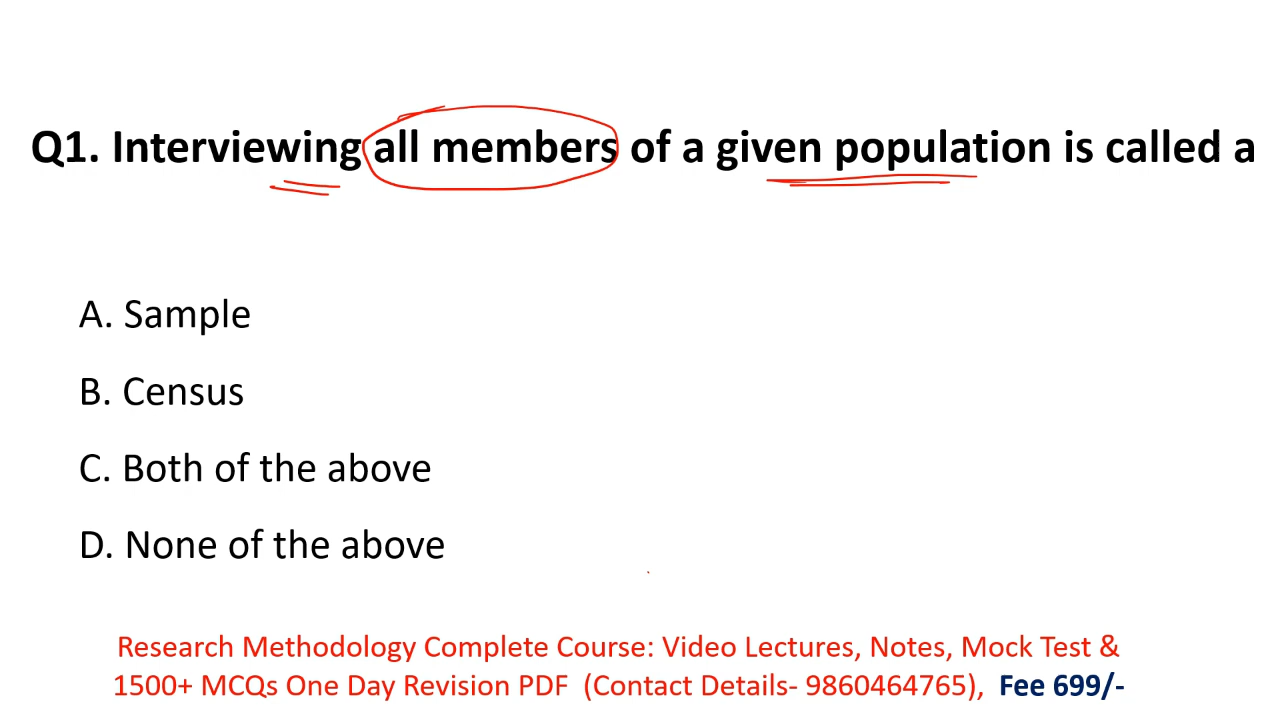 Q1. Interviewing all members of a given population is called a
A. Sample
B. Census
C. Both of the above
D. None of the above
Research Methodology Complete Course: Video Lectures, Notes, Mock Test &
1500+ MCQs One Day Revision PDF (Contact Details- 9860464765), Fee 699/-